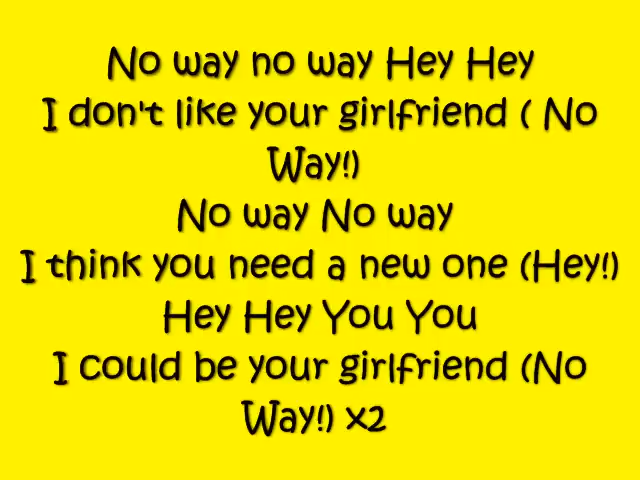 No way no way Hey Hey
I don't like your girlfriend ( No
Way!)
No way No way
I think you need a new one (Hey!)
Hey Hey You You
I could be your girlfriend (No
Way!) x2